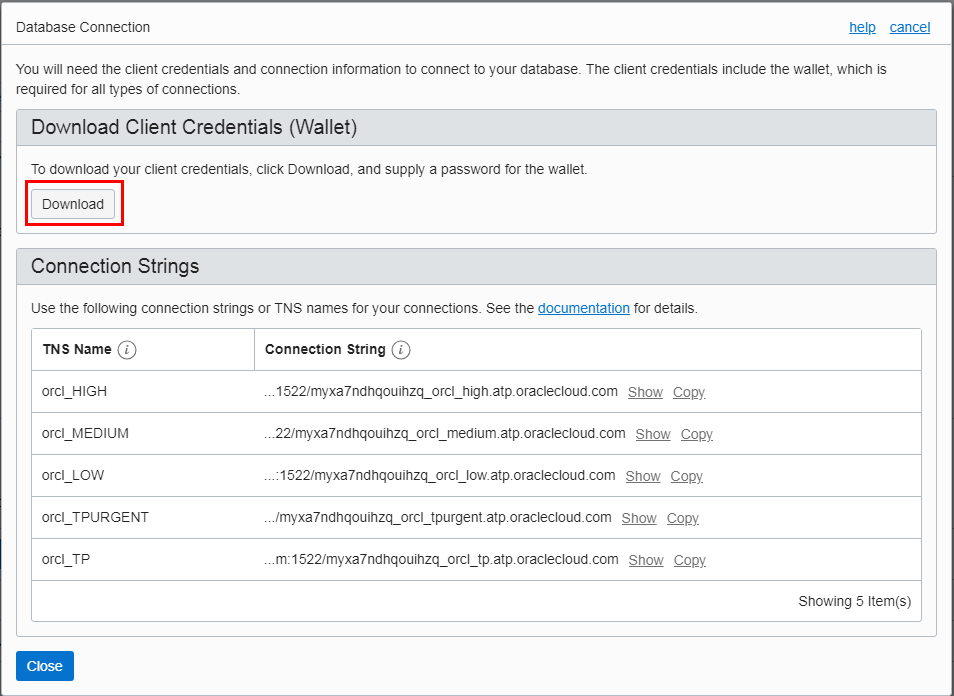 Database Connection help cancel
You will need the client credentials and connection information to connect to your database. The client credentials include the wallet, which is
required for all types of connections.
Download Client Credentials (Wallet)
To download your client credentials, click Download, and supply a password for the wallet.
Download
Connection Strings
Use the following connection strings or TNS names for your connections. See the documentation for details.
TNS Name i Connection String i
orcl_HIGH ...1522/myxa7ndhqouihzq_orcl_high.atp.oraclecloud.com Show Copy
orcl_MEDIUM ...22/myxa7ndhqouihzq_orcl_medium.atp.oraclecloud.com Show Copy
orcl_LOW ...:1522/myxa7ndhqouihzq_orcl_low.atp.oraclecloud.com Show Copy
orcl_TPURGENT .../myxa7ndhqouihzq_orcl_tpurgent.atp.oraclecloud.com Show Copy
orcl_TP ...m:1522/myxa7ndhqouihzq_orcl_tp.atp.oraclecloud.com Show Copy
Showing 5 Item(s)
Close